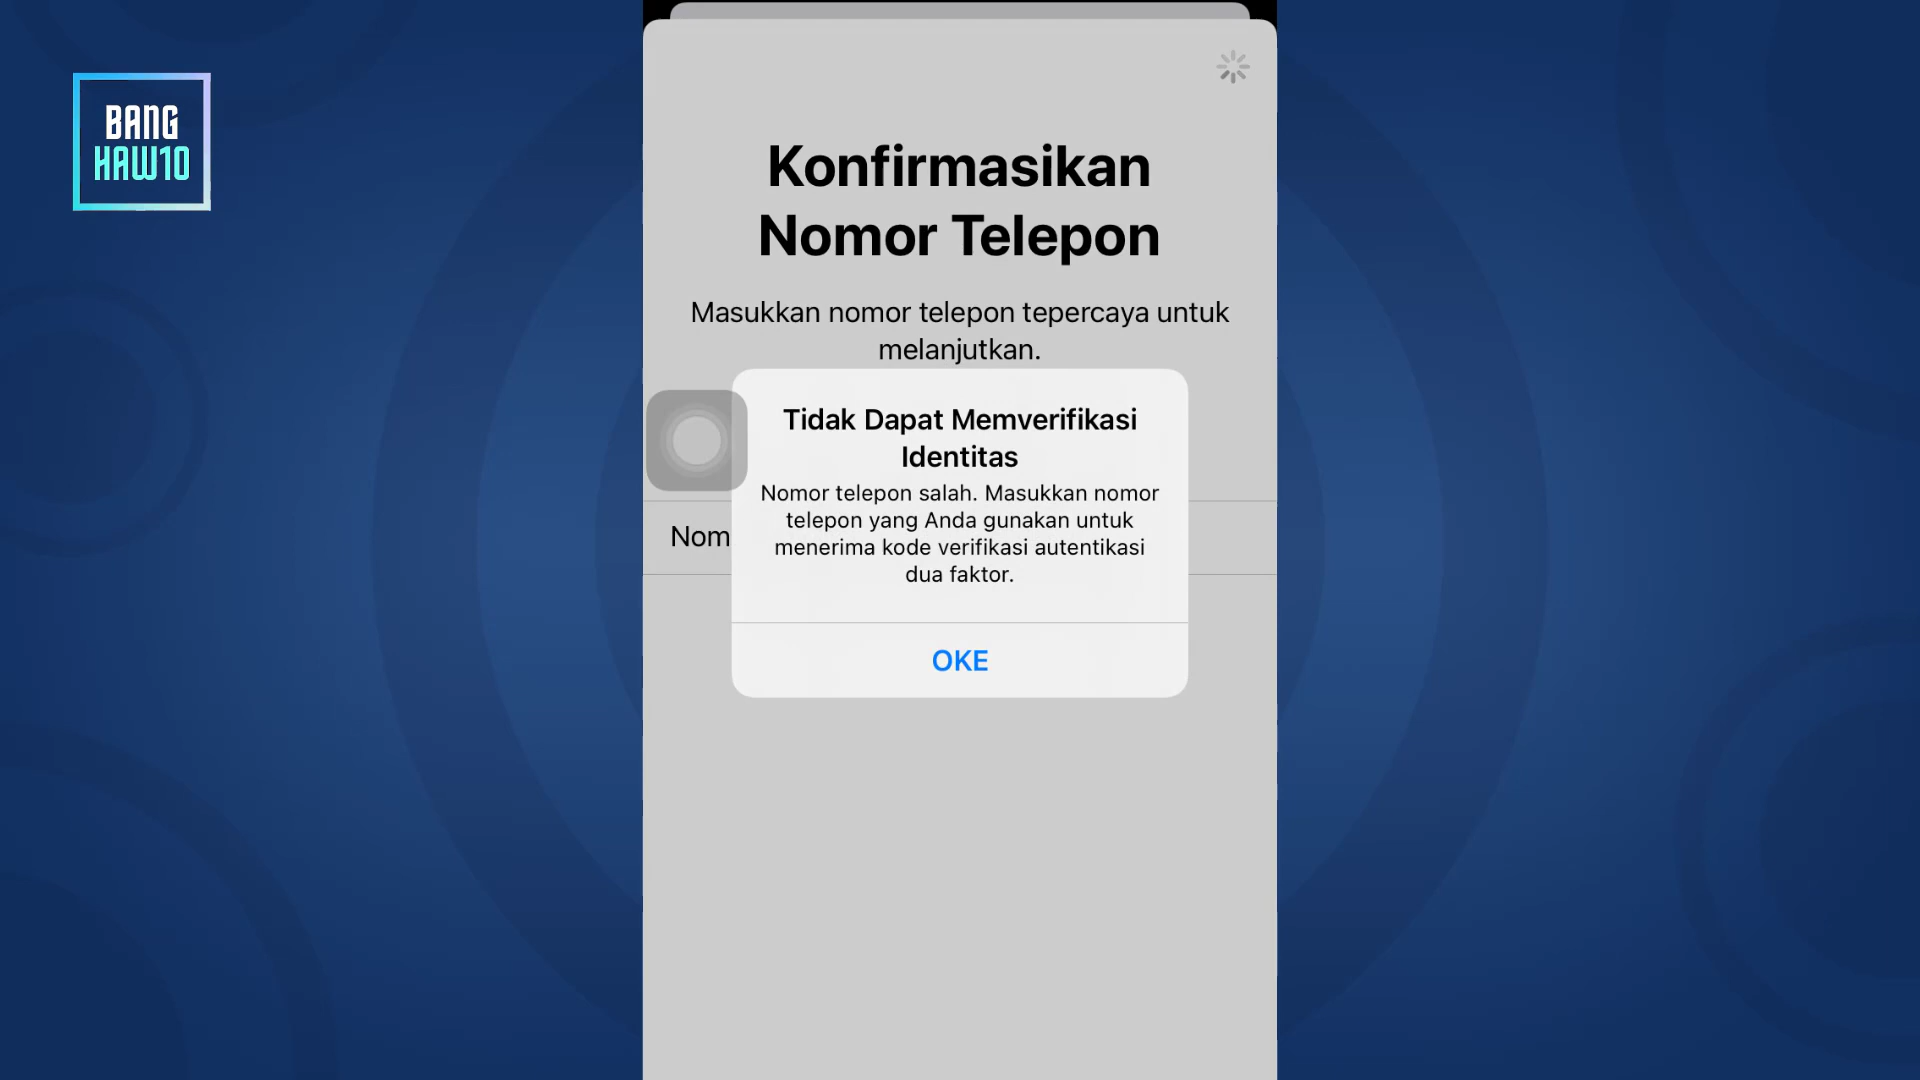 BANG
HAW10
Konfirmasikan
Nomor Telepon
Masukkan nomor telepon tepercaya untuk
melanjutkan.
Tidak Dapat Memverifikasi
Identitas
Nomor telepon salah. Masukkan nomor
telepon yang Anda gunakan untuk
menerima kode verifikasi autentikasi
dua faktor.
Nom
OKE